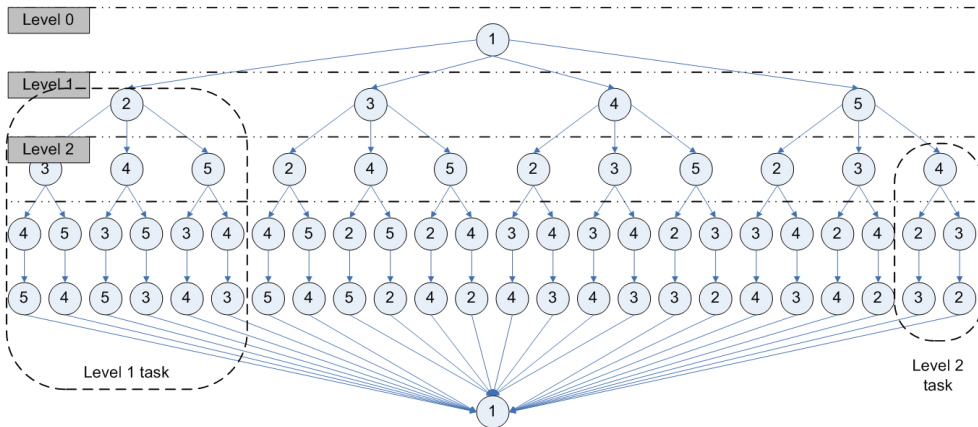 Level 0
1
Level 1
2 3 4 5
Level 2
3 4 5 2 4 5 2 3 5 2 3 4
4 5 3 5 3 4 4 5 2 5 2 4 3 4 3 4 2 3 3 4 2 4 2 3
5 4 5 3 4 3 5 4 5 2 4 2 4 3 4 3 3 2 4 3 4 2 3 2
Level 1 task
Level 2
task
1